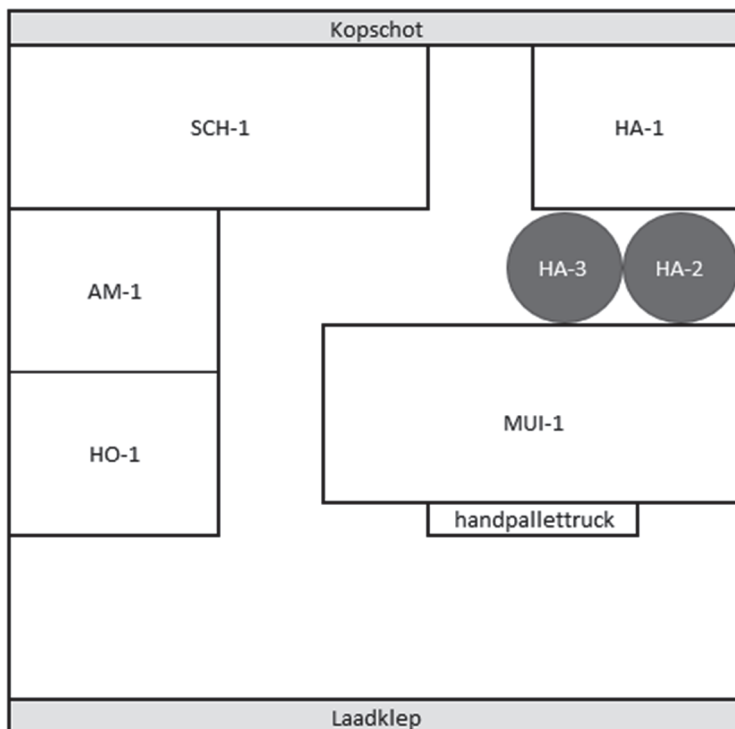 Kopschot
SCH-1
HA-1
HA-3
HA-2
AM-1
MUI-1
HO-1
handpallettruck
Laadklep